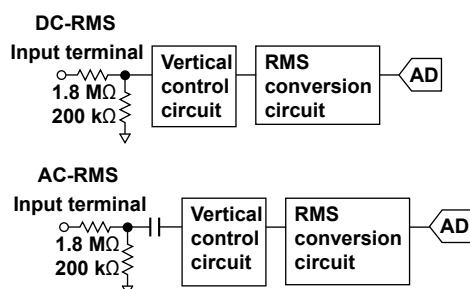 DC-RMS
Input terminal
1.8 MΩ
200 kΩ
Vertical
control
circuit
RMS
conversion
circuit
AD
AC-RMS
Input terminal
1.8 MΩ
200 kΩ
Vertical
control
circuit
RMS
conversion
circuit
AD